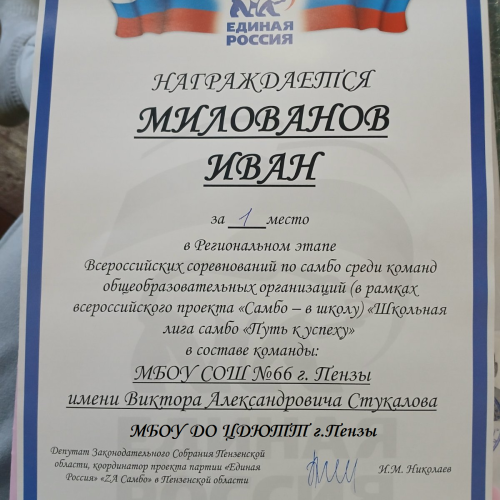 ЕДИНАЯ
РОССИЯ
НАГРАЖДАЕТСЯ
МИЛОВАНОВ
ИВАН
за 1 место
в Региональном этапе
Всероссийских соревнований по самбо среди команд
общеобразовательных организаций (в рамках
всероссийского проекта «Самбо – в школу) «Школьная
лига самбо «Путь к успеху»
в составе команды:
МБОУ СОШ №66 г. Пензы
имени Виктора Александровича Стукалова
МБОУ ДО ЦДЮТТ г.Пензы
Депутат Законодательного Собрания Пензенской
области, координатор проекта партии «Единая
Россия» «ZА Самбо» в Пензенской области
И.М. Николаев